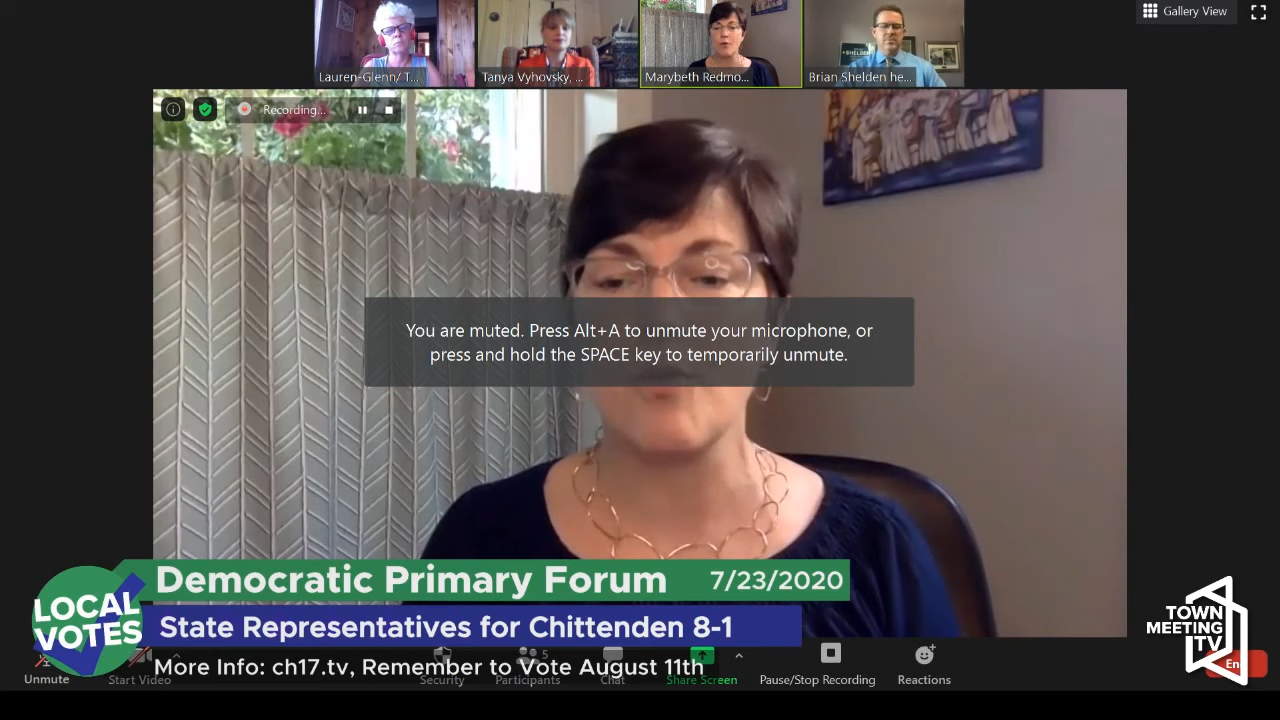 Gallery View
Lauren-Glenn/ T...
Tanya Vyhovsky, ...
Marybeth Redmo...
Brian Shelden he...
Recording...
You are muted. Press Alt+A to unmute your microphone, or
press and hold the SPACE key to temporarily unmute.
Democratic Primary Forum 7/23/2020
LOCAL
VOTES
State Representatives for Chittenden 8-1
More Info: ch17.tv, Remember to Vote August 11th
TOWN
MEETING
TV
Unmute
Start Video
Security
Participants
5
Chat
Share Screen
Pause/Stop Recording
Reactions